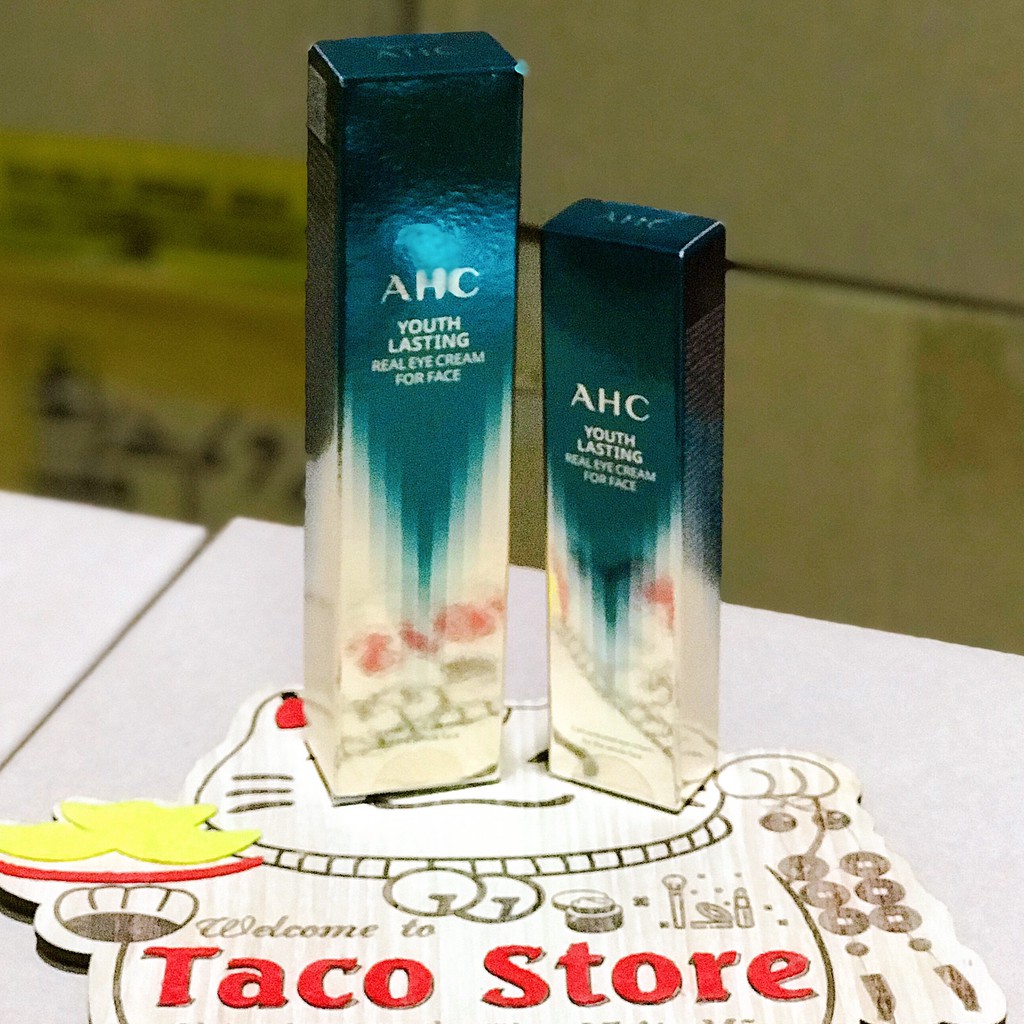 AHC
AHC
YOUTH
LASTING
REAL EYE CREAM
FOR FACE
AHC
AHC
YOUTH
LASTING
REAL EYE CREAM
FOR FACE
Welcome to
Taco Store